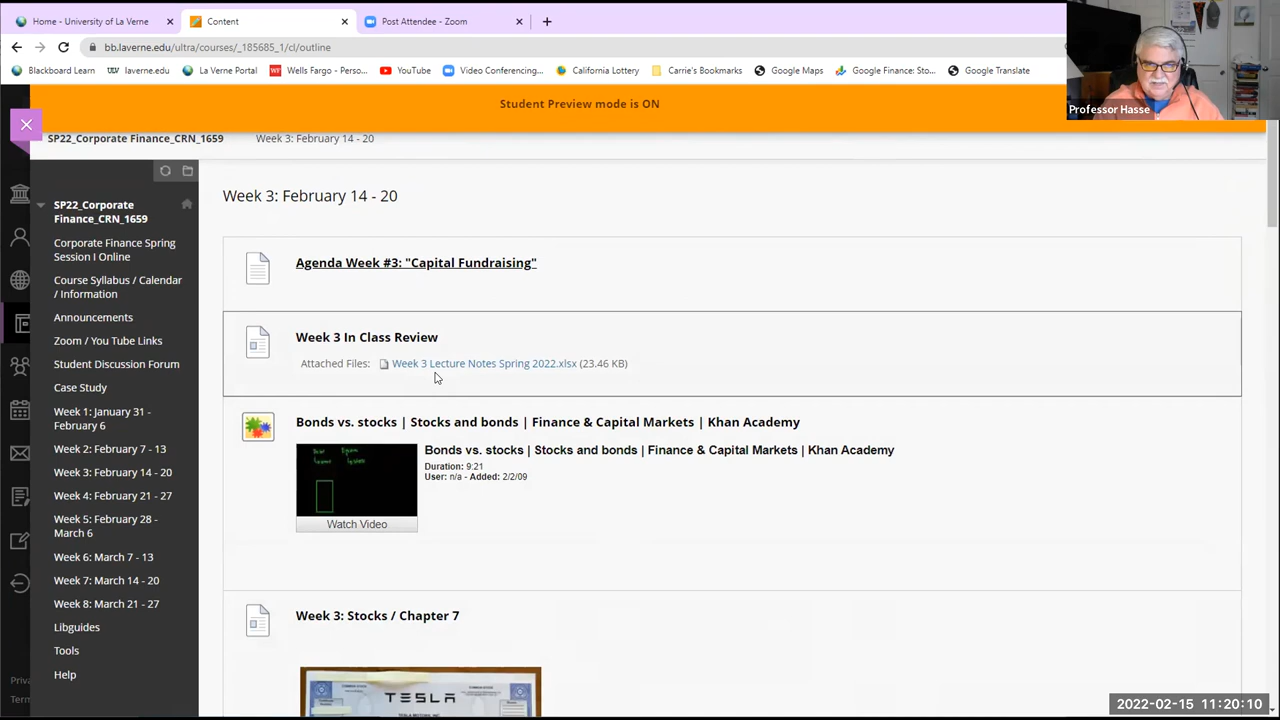 Home - University of La Verne
Content
Post Attendee - Zoom
bb.laverne.edu/ultra/courses/_185685_1/cl/outline
Blackboard Learn
laverne.edu
La Verne Portal
Wells Fargo - Perso...
YouTube
Video Conferencing...
California Lottery
Carrie's Bookmarks
Google Maps
Google Finance: Sto...
Google Translate
Professor Hasse
Student Preview mode is ON
SP22_Corporate Finance_CRN_1659
Week 3: February 14 - 20
SP22_Corporate
Finance_CRN_1659
Corporate Finance Spring
Session I Online
Course Syllabus / Calendar
/ Information
Announcements
Zoom / You Tube Links
Student Discussion Forum
Case Study
Week 1: January 31 -
February 6
Week 2: February 7 - 13
Week 3: February 14 - 20
Week 4: February 21 - 27
Week 5: February 28 -
March 6
Week 6: March 7 - 13
Week 7: March 14 - 20
Week 8: March 21 - 27
Libguides
Tools
Help
Priva
Term
Week 3: February 14 - 20
Agenda Week #3: "Capital Fundraising"
Week 3 In Class Review
Attached Files: Week 3 Lecture Notes Spring 2022.xlsx (23.46 KB)
Bonds vs. stocks | Stocks and bonds | Finance & Capital Markets | Khan Academy
Bonds vs. stocks | Stocks and bonds | Finance & Capital Markets | Khan Academy
Duration: 9:21
User: n/a - Added: 2/2/09
Watch Video
Week 3: Stocks / Chapter 7
TESLA
2022-02-15 11:20:10